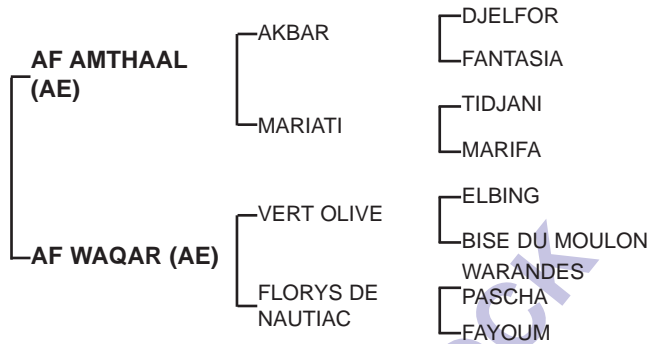 DJELFOR
AKBAR
FANTASIA
AF AMTHAAL
(AE)
TIDJANI
MARIATI
MARIFA
ELBING
VERT OLIVE
BISE DU MOULON
AF WAQAR (AE)
WARANDES
PASCHA
FLORYS DE
NAUTIAC
FAYOUM